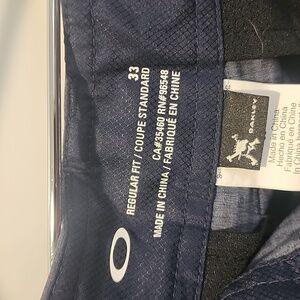 33
REGULAR FIT / COUPE STANDARD
CA#35460 RN#96548
MADE IN CHINA / FABRIQUÉ EN CHINE
OAKLEY
Made in China
Hecho en China
Fabriqué en Chine